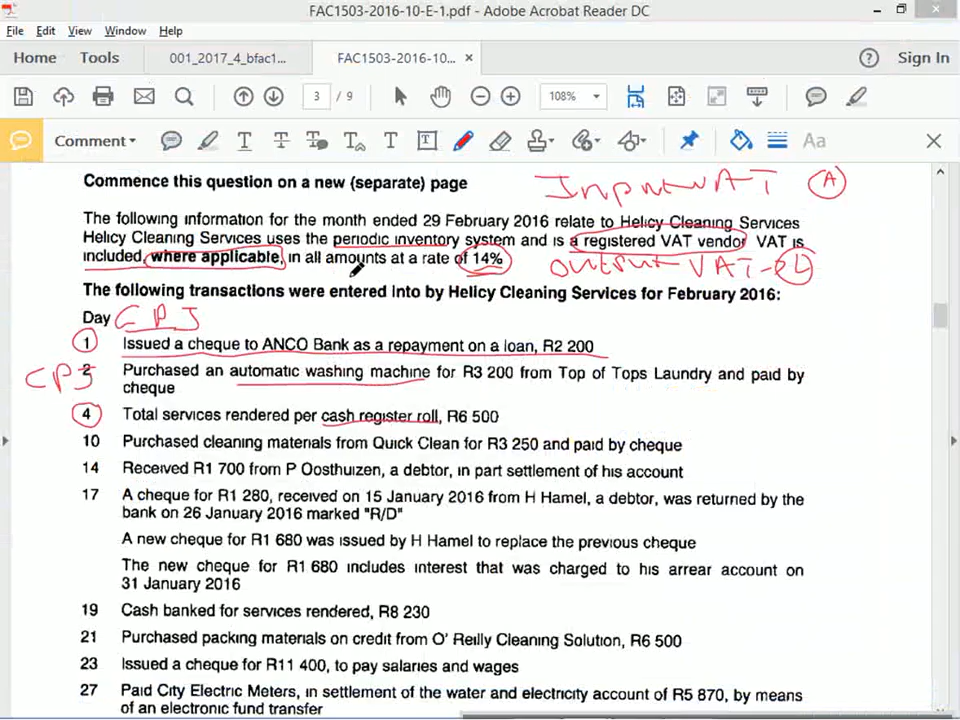 FAC1503-2016-10-E-1.pdf - Adobe Acrobat Reader DC
File Edit View Window Help
Home Tools 001_2017_4_bfac1... FAC1503-2016-10... × Sign In
3 / 9 108%
Comment
Commence this question on a new (separate) page
Input VAT (A)
The following information for the month ended 29 February 2016 relate to Helicy Cleaning Services
Helicy Cleaning Services uses the periodic inventory system and is a registered VAT vendor VAT is
included, where applicable, in all amounts at a rate of 14%
Output VAT-L
The following transactions were entered into by Helicy Cleaning Services for February 2016:
Day CPJ
1 Issued a cheque to ANCO Bank as a repayment on a loan, R2 200
CPJ 2 Purchased an automatic washing machine for R3 200 from Top of Tops Laundry and paid by
cheque
4 Total services rendered per cash register roll, R6 500
10 Purchased cleaning materials from Quick Clean for R3 250 and paid by cheque
14 Received R1 700 from P Oosthuizen, a debtor, in part settlement of his account
17 A cheque for R1 280, received on 15 January 2016 from H Hamel, a debtor, was returned by the
bank on 26 January 2016 marked "R/D"
A new cheque for R1 680 was issued by H Hamel to replace the previous cheque
The new cheque for R1 680 includes interest that was charged to his arrear account on
31 January 2016
19 Cash banked for services rendered, R8 230
21 Purchased packing materials on credit from O' Reilly Cleaning Solution, R6 500
23 Issued a cheque for R11 400, to pay salaries and wages
27 Paid City Electric Meters, in settlement of the water and electricity account of R5 870, by means
of an electronic fund transfer